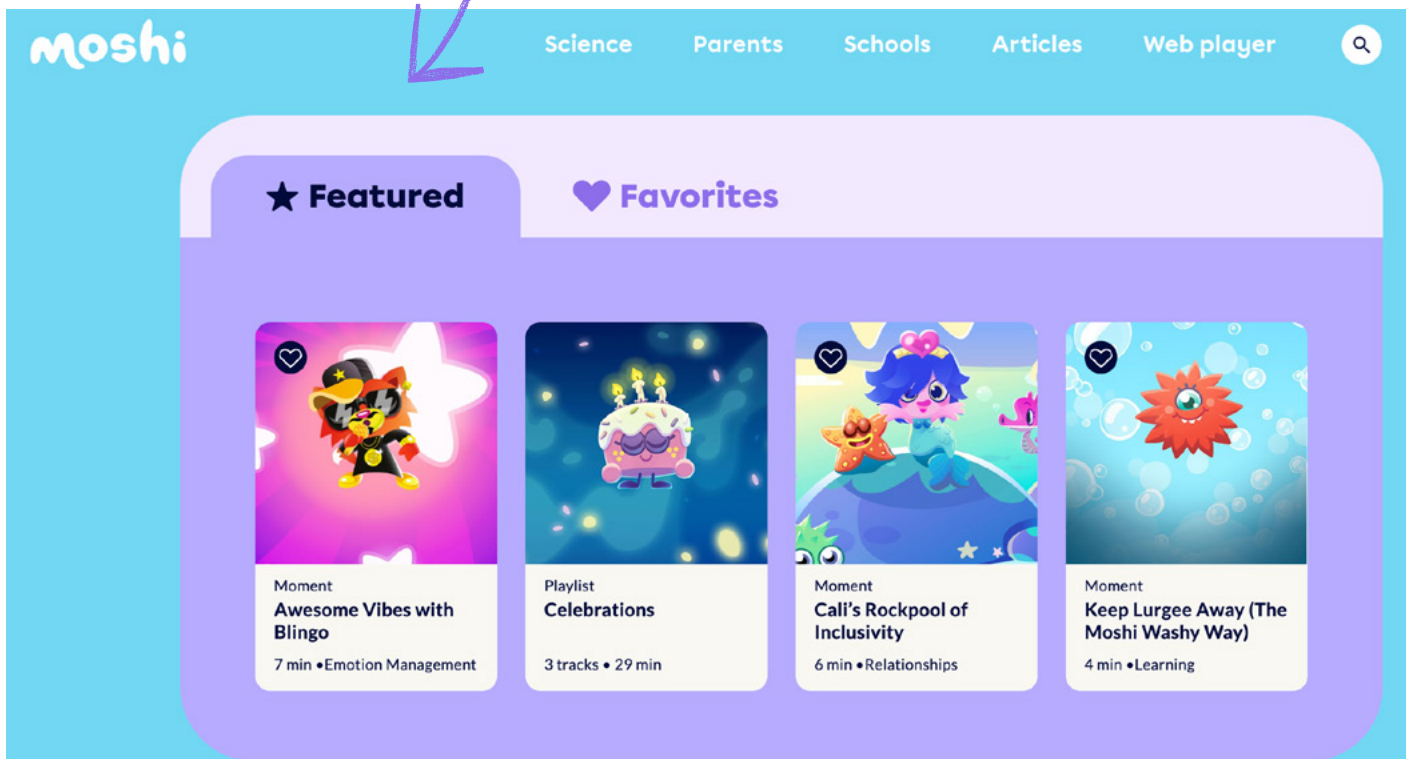 moshi
Science Parents Schools Articles Web player
★ Featured
Favorites
Moment
Awesome Vibes with
Blingo
7 min •Emotion Management
Playlist
Celebrations
3 tracks • 29 min
Moment
Cali's Rockpool of
Inclusivity
6 min •Relationships
Moment
Keep Lurgee Away (The
Moshi Washy Way)
4 min •Learning